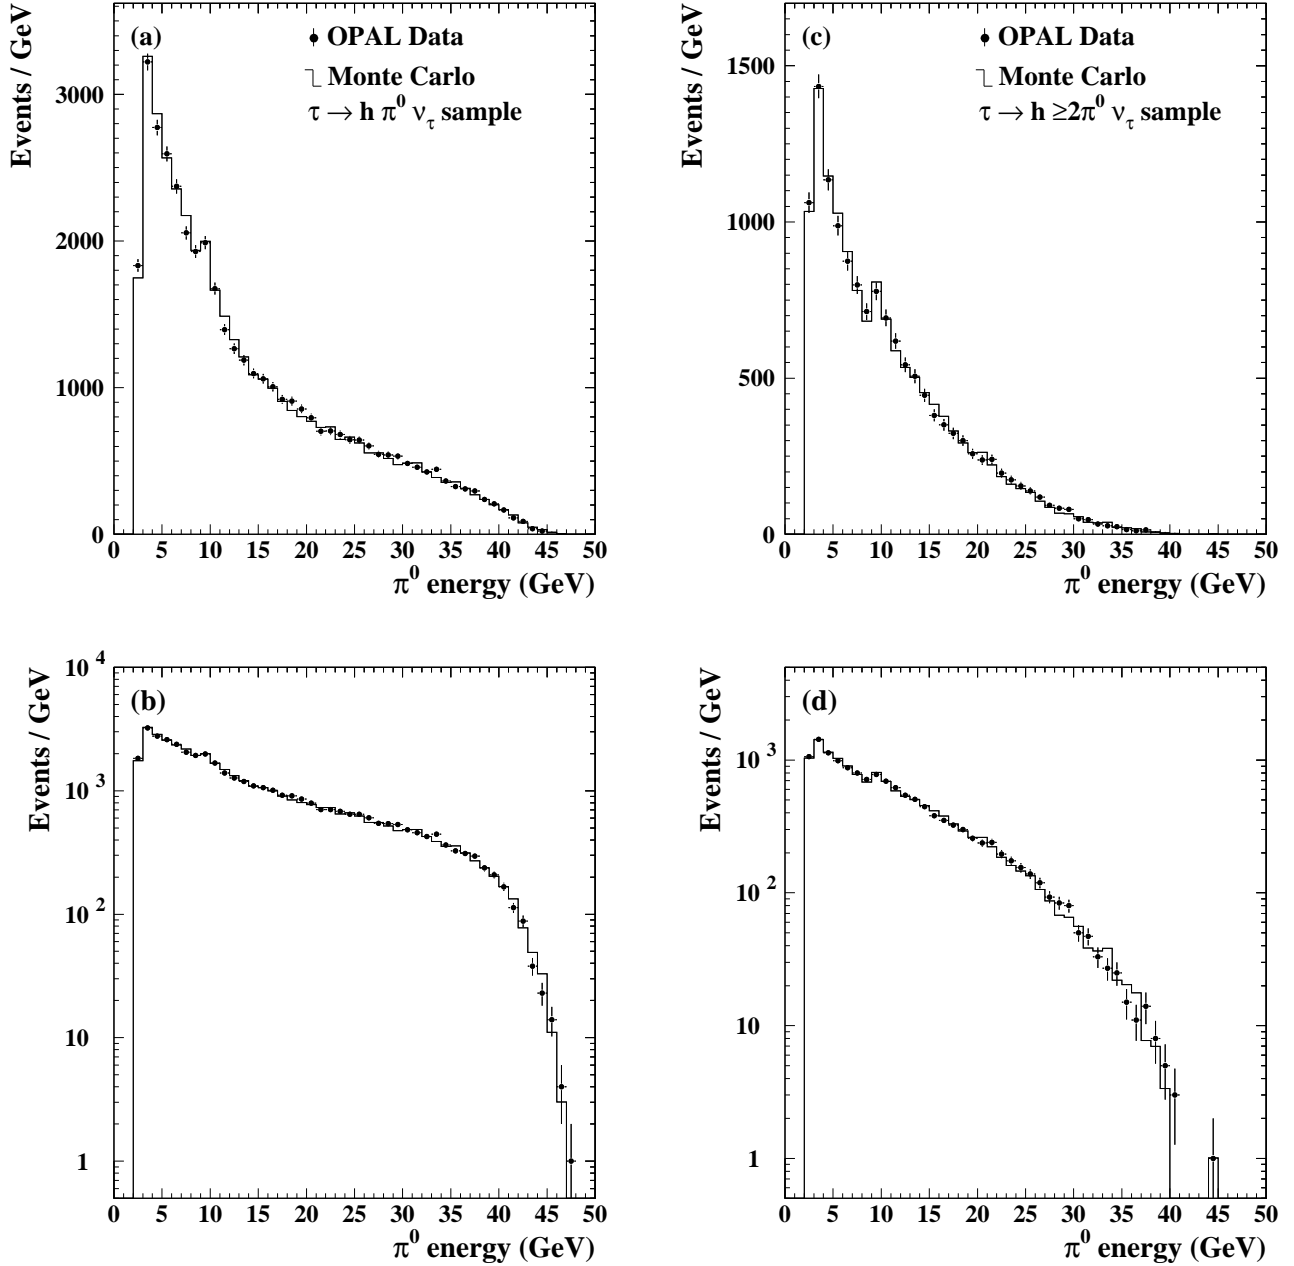 Events / GeV
(a)
OPAL Data
Monte Carlo
τ → h π⁰ ν_τ sample
3000
2000
1000
0
0 5 10 15 20 25 30 35 40 45 50
π⁰ energy (GeV)
Events / GeV
(c)
OPAL Data
Monte Carlo
τ → h ≥2π⁰ ν_τ sample
1500
1000
500
0
0 5 10 15 20 25 30 35 40 45 50
π⁰ energy (GeV)
Events / GeV
(b)
10⁴
10³
10²
10
1
0 5 10 15 20 25 30 35 40 45 50
π⁰ energy (GeV)
Events / GeV
(d)
10³
10²
10
1
0 5 10 15 20 25 30 35 40 45 50
π⁰ energy (GeV)